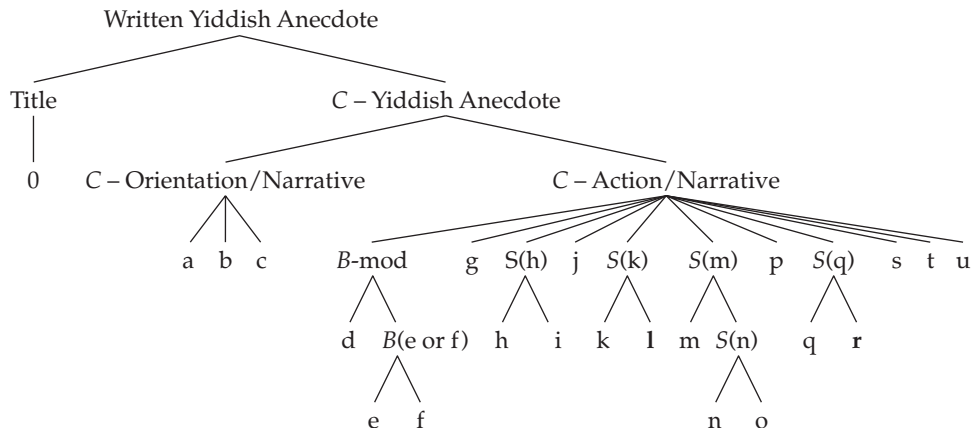 Written Yiddish Anecdote
Title C – Yiddish Anecdote
0 C – Orientation/Narrative C – Action/Narrative
a b c B-mod g S(h) j S(k) S(m) p S(q) s t u
d B(e or f) h i k l m S(n) q r
e f n o